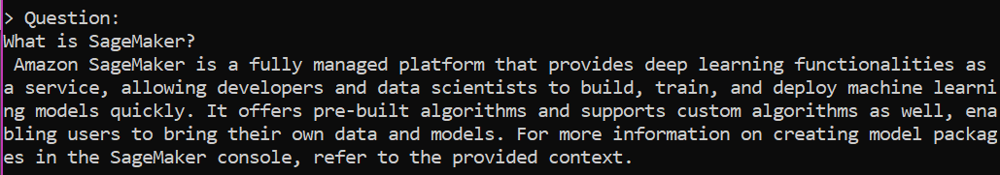 > Question:
What is SageMaker?
 Amazon SageMaker is a fully managed platform that provides deep learning functionalities as
a service, allowing developers and data scientists to build, train, and deploy machine learni
ng models quickly. It offers pre-built algorithms and supports custom algorithms as well, ena
bling users to bring their own data and models. For more information on creating model packag
es in the SageMaker console, refer to the provided context.